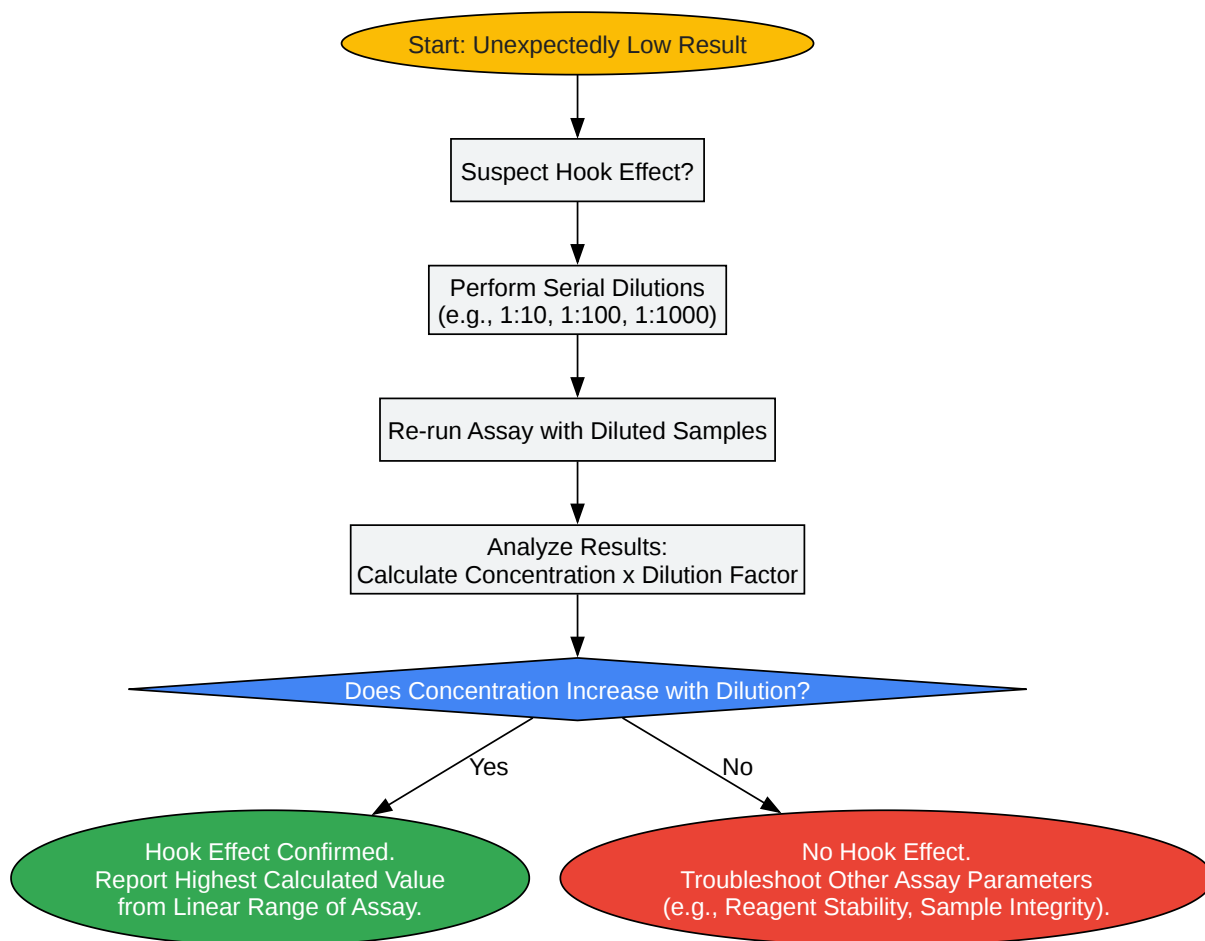 Start: Unexpectedly Low Result
Suspect Hook Effect?
Perform Serial Dilutions
(e.g., 1:10, 1:100, 1:1000)
Re-run Assay with Diluted Samples
Analyze Results:
Calculate Concentration x Dilution Factor
Does Concentration Increase with Dilution?
Yes
No
Hook Effect Confirmed.
Report Highest Calculated Value
from Linear Range of Assay.
No Hook Effect.
Troubleshoot Other Assay Parameters
(e.g., Reagent Stability, Sample Integrity).